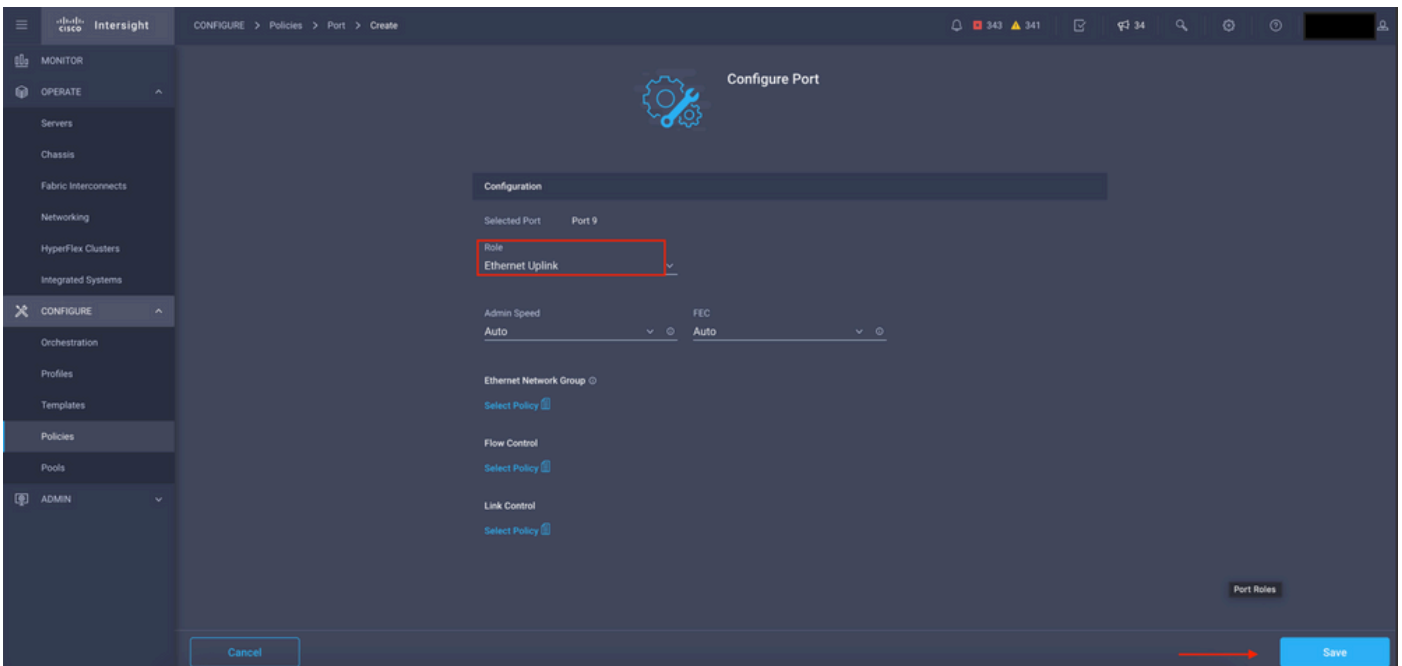 cisco Intersight
CONFIGURE > Policies > Port > Create
343 341 34
MONITOR
OPERATE
Servers
Chassis
Fabric Interconnects
Networking
HyperFlex Clusters
Integrated Systems
CONFIGURE
Orchestration
Profiles
Templates
Policies
Pools
ADMIN
Configure Port
Configuration
Selected Port Port 9
Role
Ethernet Uplink
Admin Speed FEC
Auto Auto
Ethernet Network Group
Select Policy
Flow Control
Select Policy
Link Control
Select Policy
Port Roles
Cancel Save